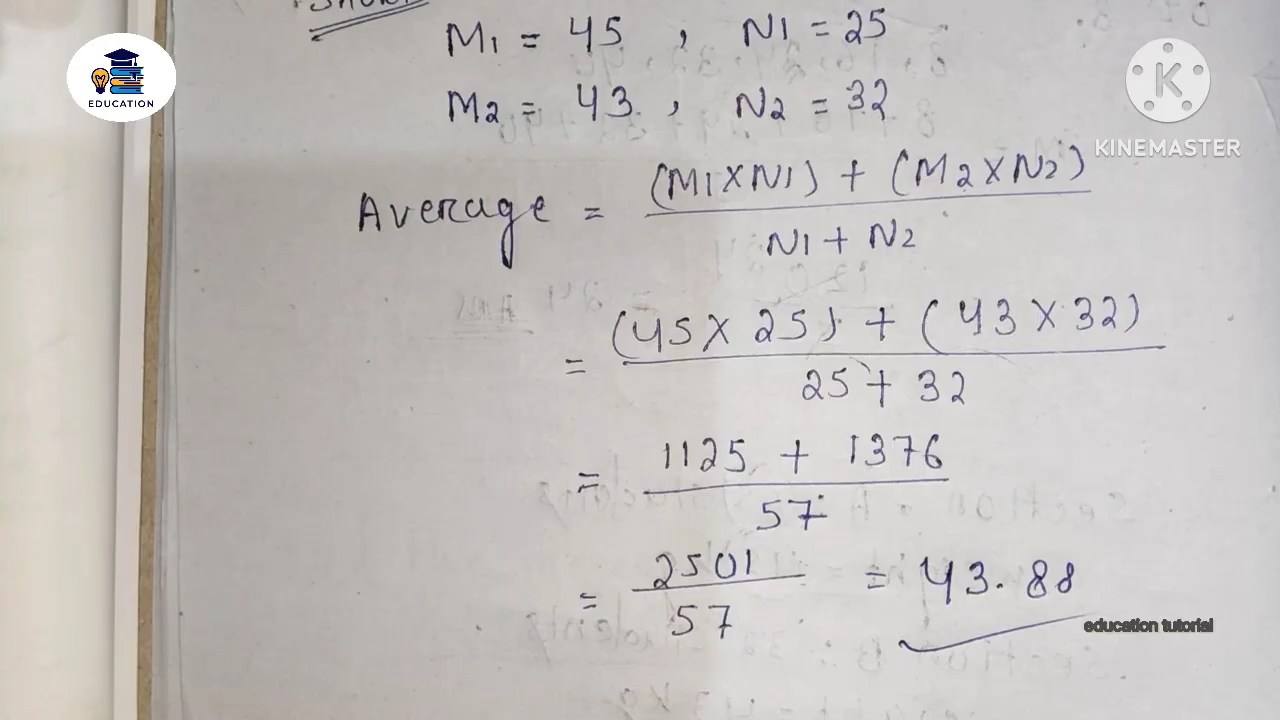 M1 = 45 , N1 = 25
M2 = 43 , N2 = 32
EDUCATION
KINEMASTER
Average = (M1×N1) + (M2×N2)
N1 + N2
= (45 × 25) + (43 × 32)
25 + 32
= 1125 + 1376
57
= 2501 = 43.88
57
education tutorial